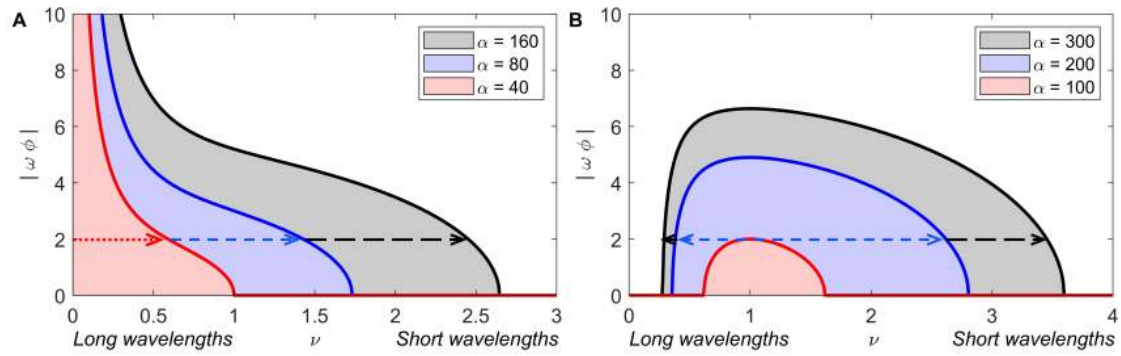 A
10
8
6
4
2
0
| ω ϕ |
α = 160
α = 80
α = 40
0 0.5 1 1.5 2 2.5 3
Long wavelengths ν Short wavelengths
B
10
8
6
4
2
0
| ω ϕ |
α = 300
α = 200
α = 100
0 1 2 3 4
Long wavelengths ν Short wavelengths